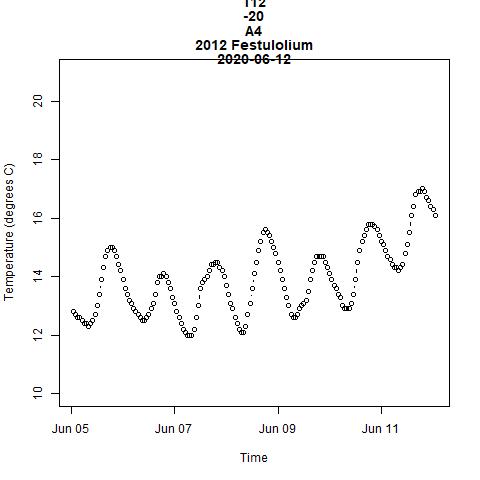 T12
-20
A4
2012 Festulolium
2020-06-12
Temperature (degrees C)
20
18
16
14
12
10
Jun 05 Jun 07 Jun 09 Jun 11
Time